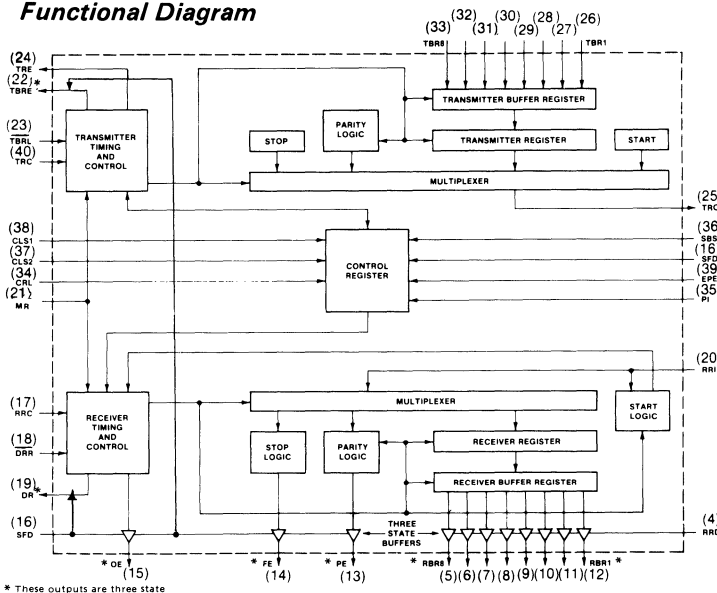 Functional Diagram
(33) (32) (31) (30) (29) (28) (27) (26)
TBR8 TBR1
(24)
TRE
(22)*
TBRE
(23)
TBRL
(40)
TRC
TRANSMITTER
TIMING
AND
CONTROL
TRANSMITTER BUFFER REGISTER
STOP
PARITY
LOGIC
TRANSMITTER REGISTER
START
MULTIPLEXER
(25
TRO
(38)
CLS1
(37)
CLS2
(34)
CRL
(21)
MR
CONTROL
REGISTER
(36
SBS
(16
SFD
(39
EPE
(35
PI
(20)
RRI
(17)
RRC
(18)
DRR
(19)
DR*
(16)
SFD
RECEIVER
TIMING
AND
CONTROL
MULTIPLEXER
START
LOGIC
STOP
LOGIC
PARITY
LOGIC
RECEIVER REGISTER
RECEIVER BUFFER REGISTER
THREE
STATE
BUFFERS
(4)
RRD
* OE
(15)
* FE
(14)
* PE
(13)
* RBR8 RBR1 *
(5) (6) (7) (8) (9) (10) (11) (12)
* These outputs are three state